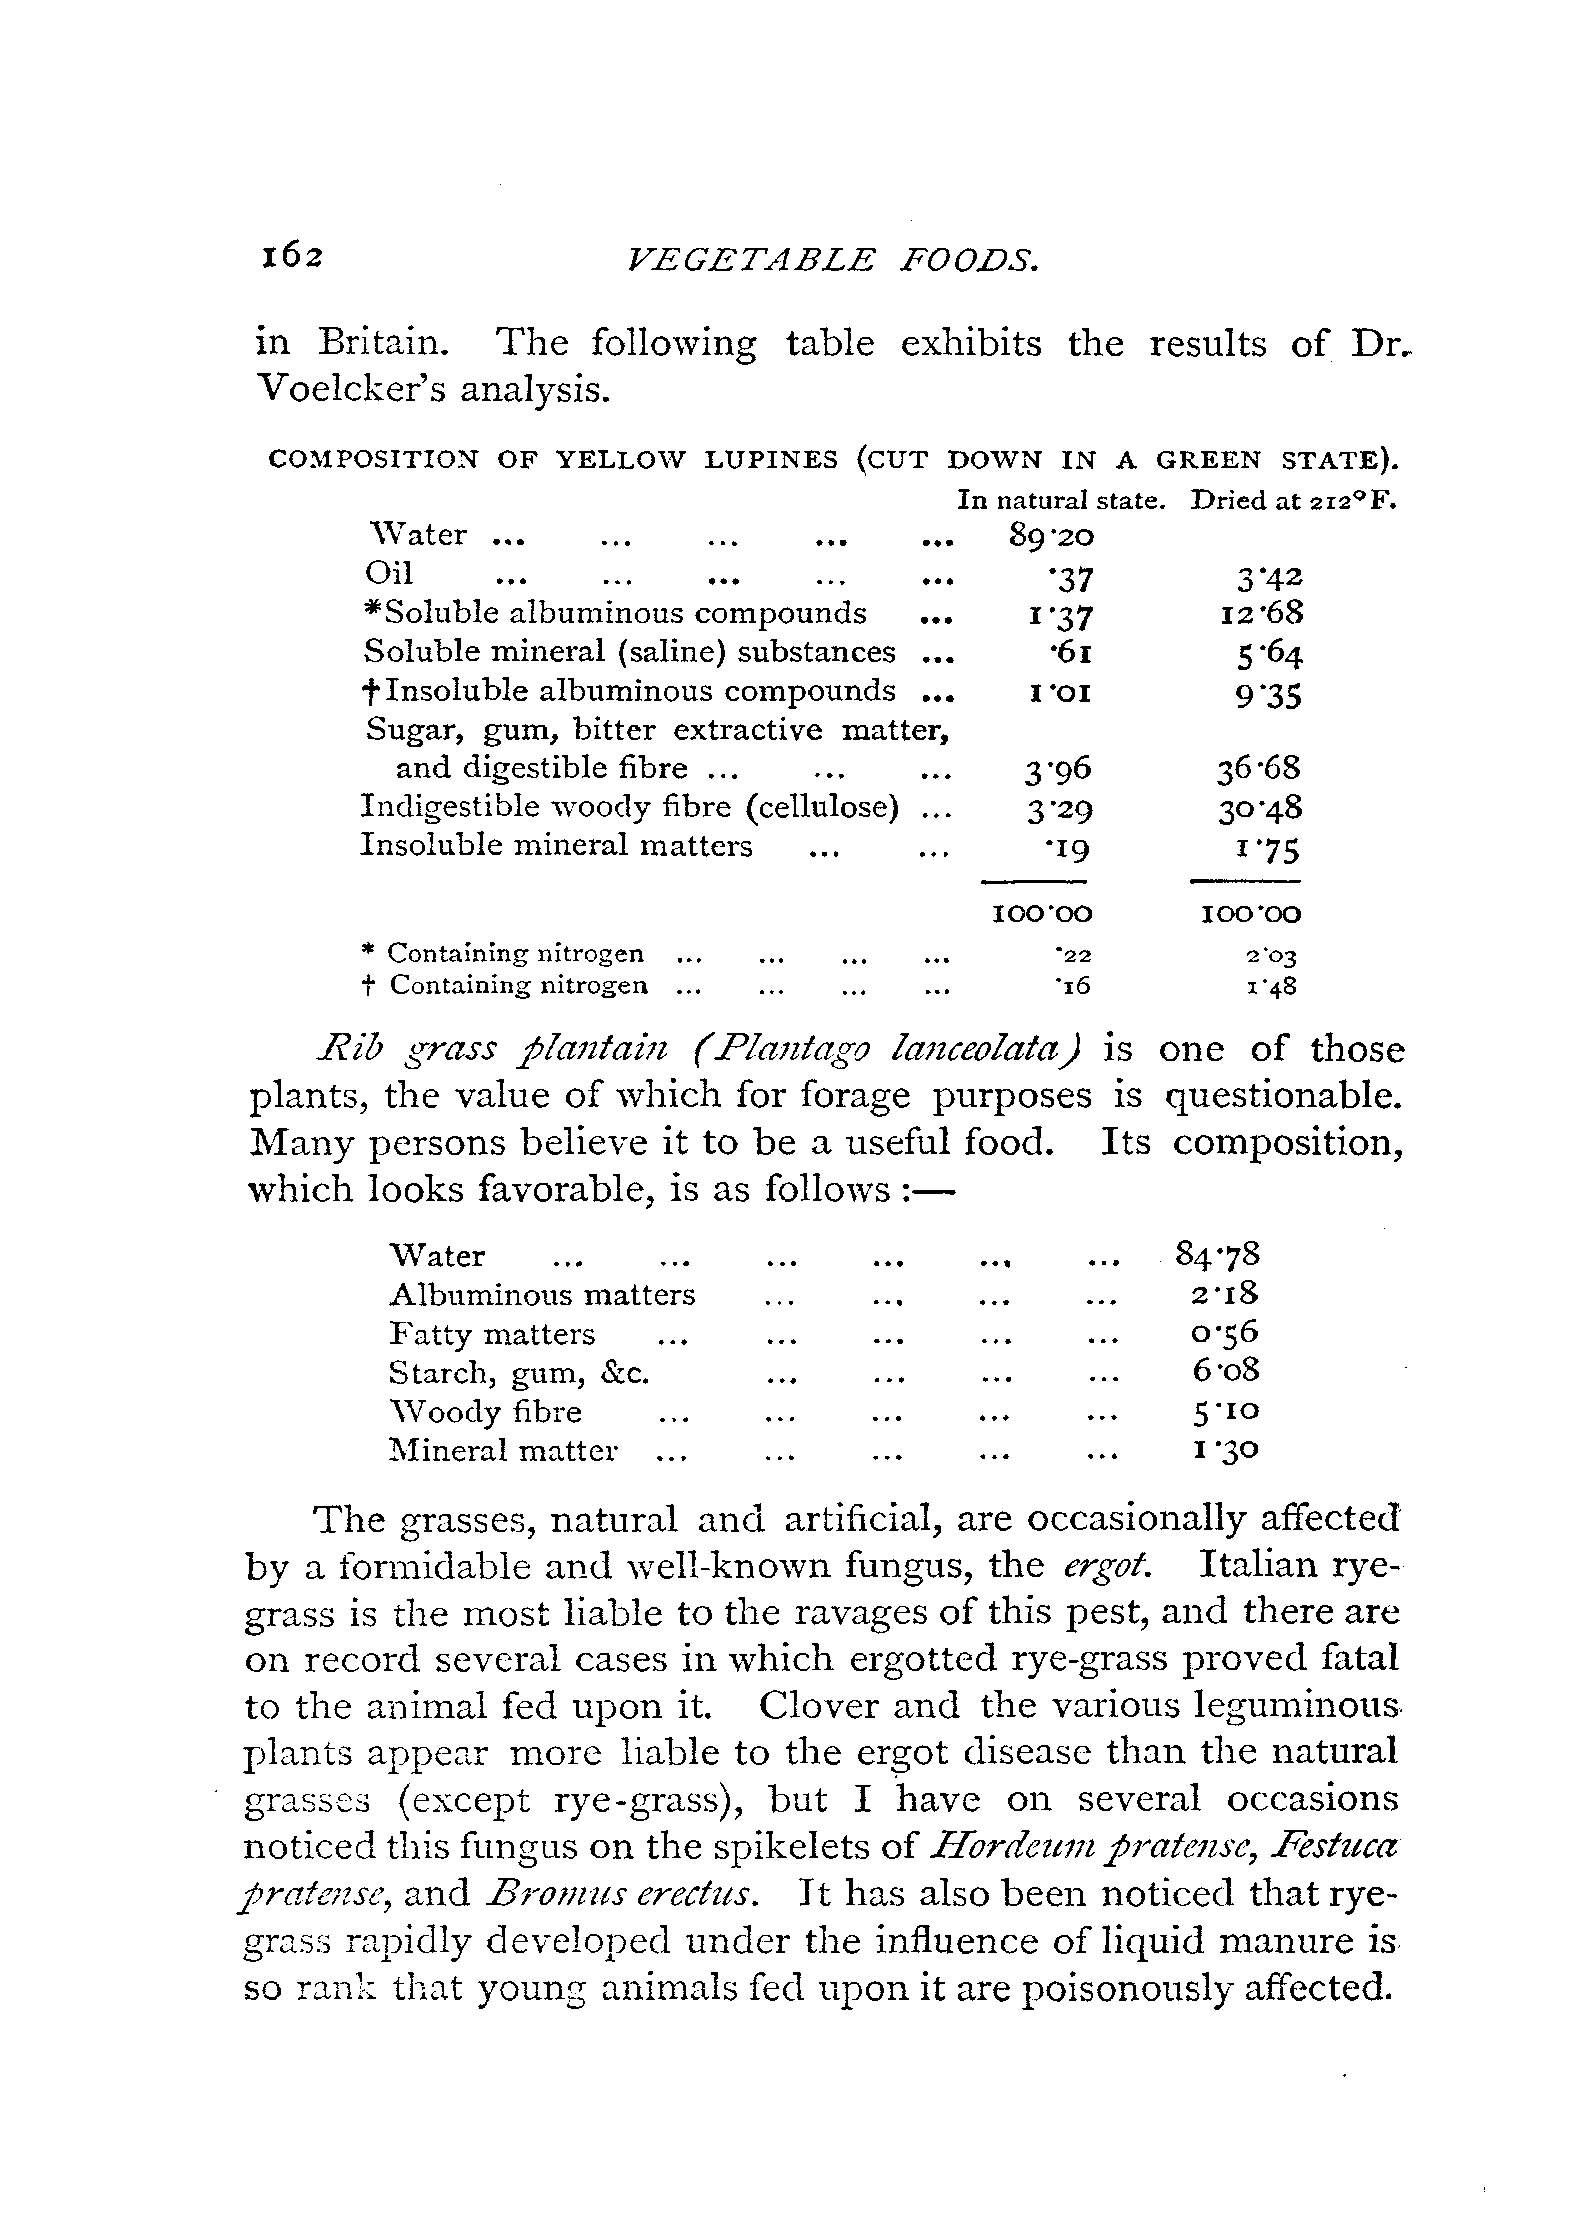 162 VEGETABLE FOODS.
in Britain. The following table exhibits the results of Dr.
Voelcker's analysis.
COMPOSITION OF YELLOW LUPINES (CUT DOWN IN A GREEN STATE).
In natural state. Dried at 212°F.
Water ... ... ... ... ... 89·20
Oil ... ... ... ... ... ·37 3·42
*Soluble albuminous compounds ... 1·37 12·68
Soluble mineral (saline) substances ... ·61 5·64
†Insoluble albuminous compounds ... 1·01 9·35
Sugar, gum, bitter extractive matter,
and digestible fibre ... ... ... 3·96 36·68
Indigestible woody fibre (cellulose) ... 3·29 30·48
Insoluble mineral matters ... ... ·19 1·75
100·00 100·00
* Containing nitrogen ... ... ... ... ·22 2·03
† Containing nitrogen ... ... ... ... ·16 1·48
Rib grass plantain (Plantago lanceolata) is one of those
plants, the value of which for forage purposes is questionable.
Many persons believe it to be a useful food. Its composition,
which looks favorable, is as follows :—
Water ... ... ... ... ... ... 84·78
Albuminous matters ... ... ... ... 2·18
Fatty matters ... ... ... ... ... 0·56
Starch, gum, &c. ... ... ... ... 6·08
Woody fibre ... ... ... ... ... 5·10
Mineral matter ... ... ... ... ... 1·30
The grasses, natural and artificial, are occasionally affected
by a formidable and well-known fungus, the ergot. Italian rye-
grass is the most liable to the ravages of this pest, and there are
on record several cases in which ergotted rye-grass proved fatal
to the animal fed upon it. Clover and the various leguminous
plants appear more liable to the ergot disease than the natural
grasses (except rye-grass), but I have on several occasions
noticed this fungus on the spikelets of Hordeum pratense, Festuca
pratense, and Bromus erectus. It has also been noticed that rye-
grass rapidly developed under the influence of liquid manure is
so rank that young animals fed upon it are poisonously affected.